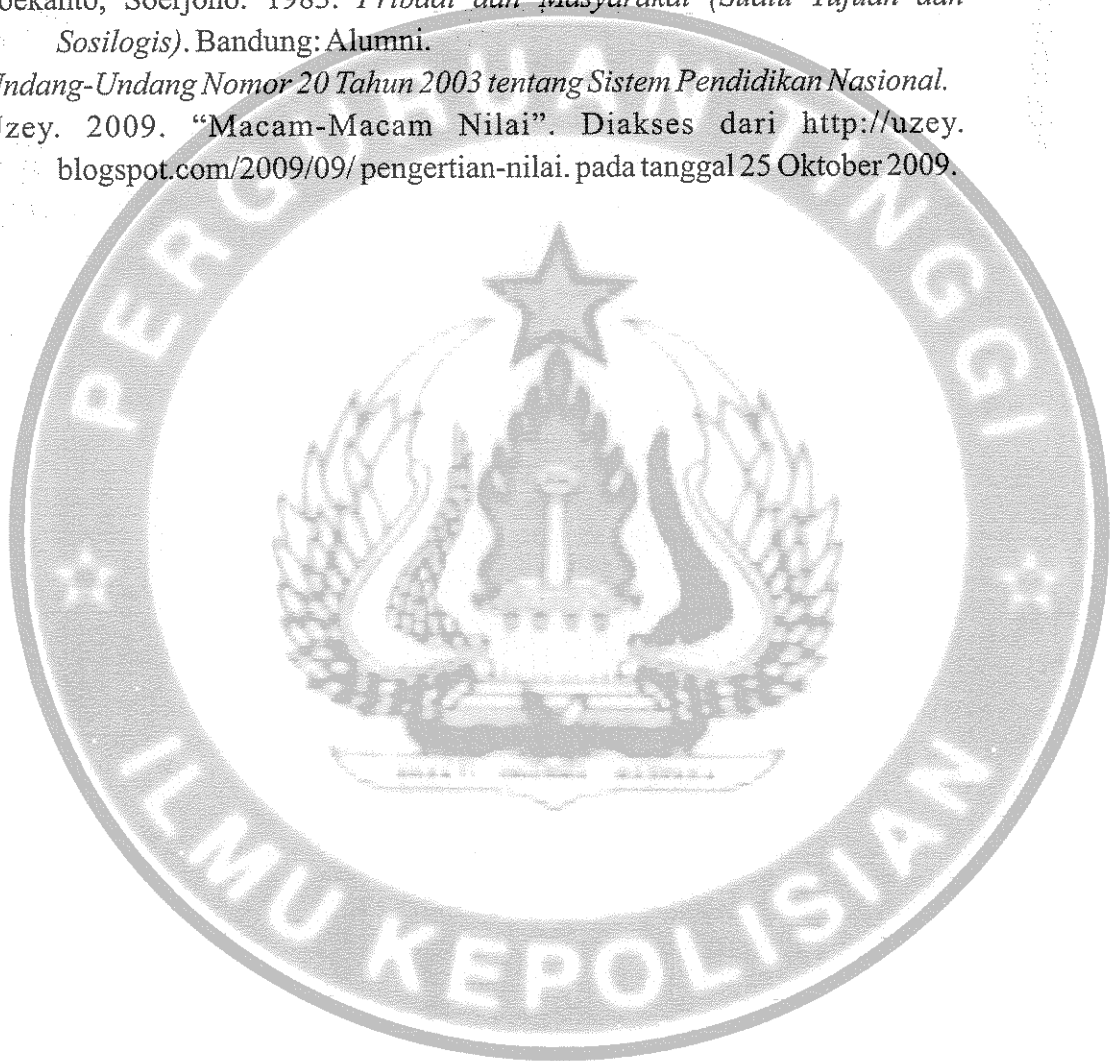 Soekanto, Soerjono. 1983. Pribadi dan Masyarakat (Suatu Tujuan dan
Sosilogis). Bandung: Alumni.
Undang-Undang Nomor 20 Tahun 2003 tentang Sistem Pendidikan Nasional.
Uzey. 2009. “Macam-Macam Nilai”. Diakses dari http://uzey.
blogspot.com/2009/09/ pengertian-nilai. pada tanggal 25 Oktober 2009.
PERGURUAN TINGGI
ILMU KEPOLISIAN